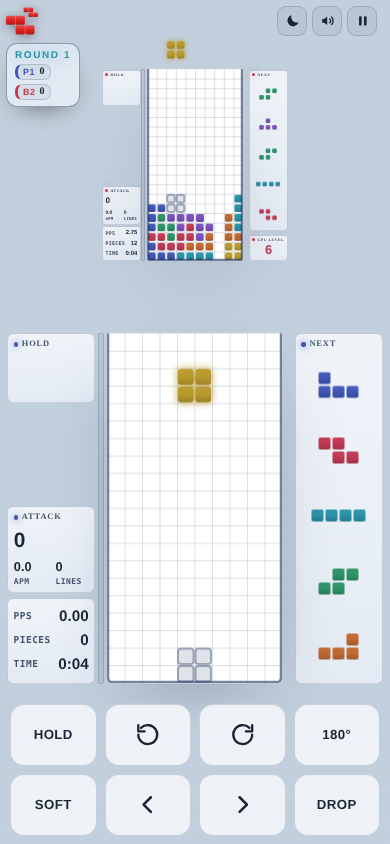 ROUND 1
P1 0
B2 0
HOLD
NEXT
ATTACK
0
0.0 0
APM LINES
PPS 2.75
PIECES 12
TIME 0:04
CPU LEVEL
6
HOLD
NEXT
ATTACK
0
0.0 0
APM LINES
PPS 0.00
PIECES 0
TIME 0:04
HOLD
180°
SOFT
DROP